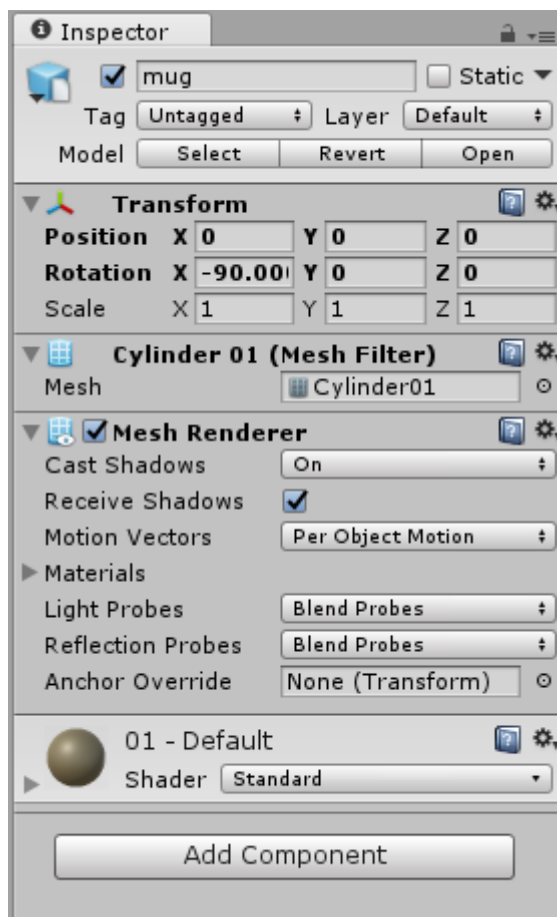 Inspector
mug Static
Tag Untagged Layer Default
Model Select Revert Open
Transform
Position X 0 Y 0 Z 0
Rotation X -90.00 Y 0 Z 0
Scale X 1 Y 1 Z 1
Cylinder 01 (Mesh Filter)
Mesh Cylinder01
Mesh Renderer
Cast Shadows On
Receive Shadows
Motion Vectors Per Object Motion
Materials
Light Probes Blend Probes
Reflection Probes Blend Probes
Anchor Override None (Transform)
01 - Default
Shader Standard
Add Component